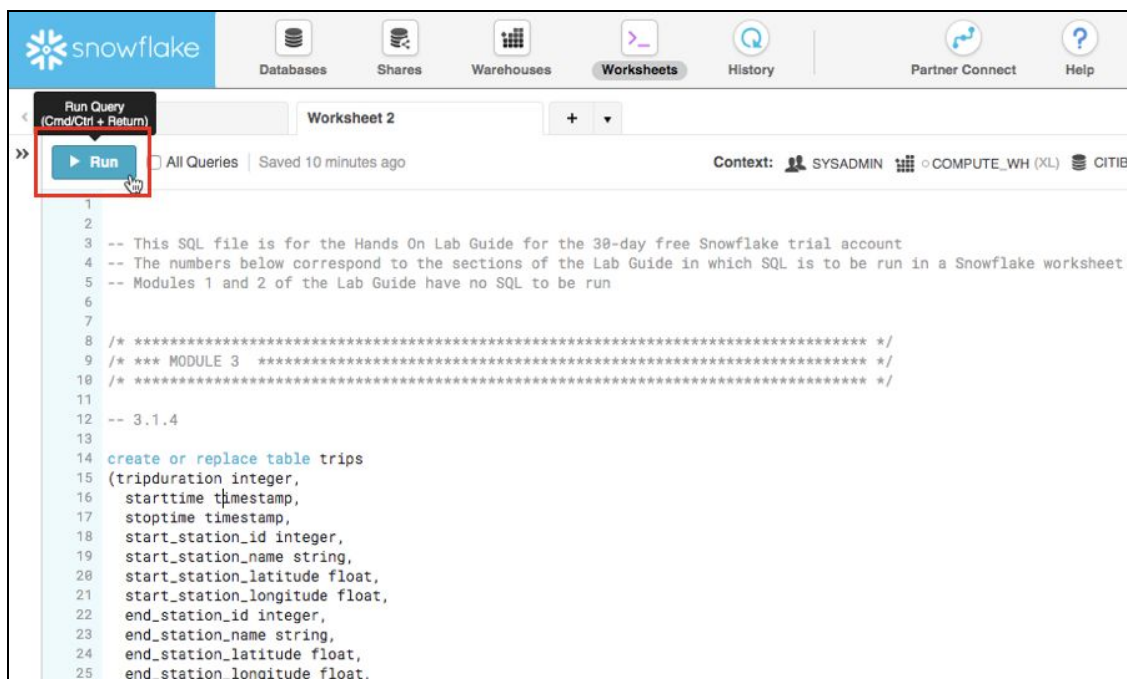 snowflake
Databases Shares Warehouses Worksheets History Partner Connect Help
Run Query
(Cmd/Ctrl + Return)
Worksheet 2
Run All Queries Saved 10 minutes ago Context: SYSADMIN COMPUTE_WH (XL) CITIB
1
2
3 -- This SQL file is for the Hands On Lab Guide for the 30-day free Snowflake trial account
4 -- The numbers below correspond to the sections of the Lab Guide in which SQL is to be run in a Snowflake worksheet
5 -- Modules 1 and 2 of the Lab Guide have no SQL to be run
6
7
8 /* ******************************************************************************** */
9 /* *** MODULE 3 ****************************************************************** */
10 /* ******************************************************************************** */
11
12 -- 3.1.4
13
14 create or replace table trips
15 (tripduration integer,
16 starttime timestamp,
17 stoptime timestamp,
18 start_station_id integer,
19 start_station_name string,
20 start_station_latitude float,
21 start_station_longitude float,
22 end_station_id integer,
23 end_station_name string,
24 end_station_latitude float,
25 end_station_longitude float,